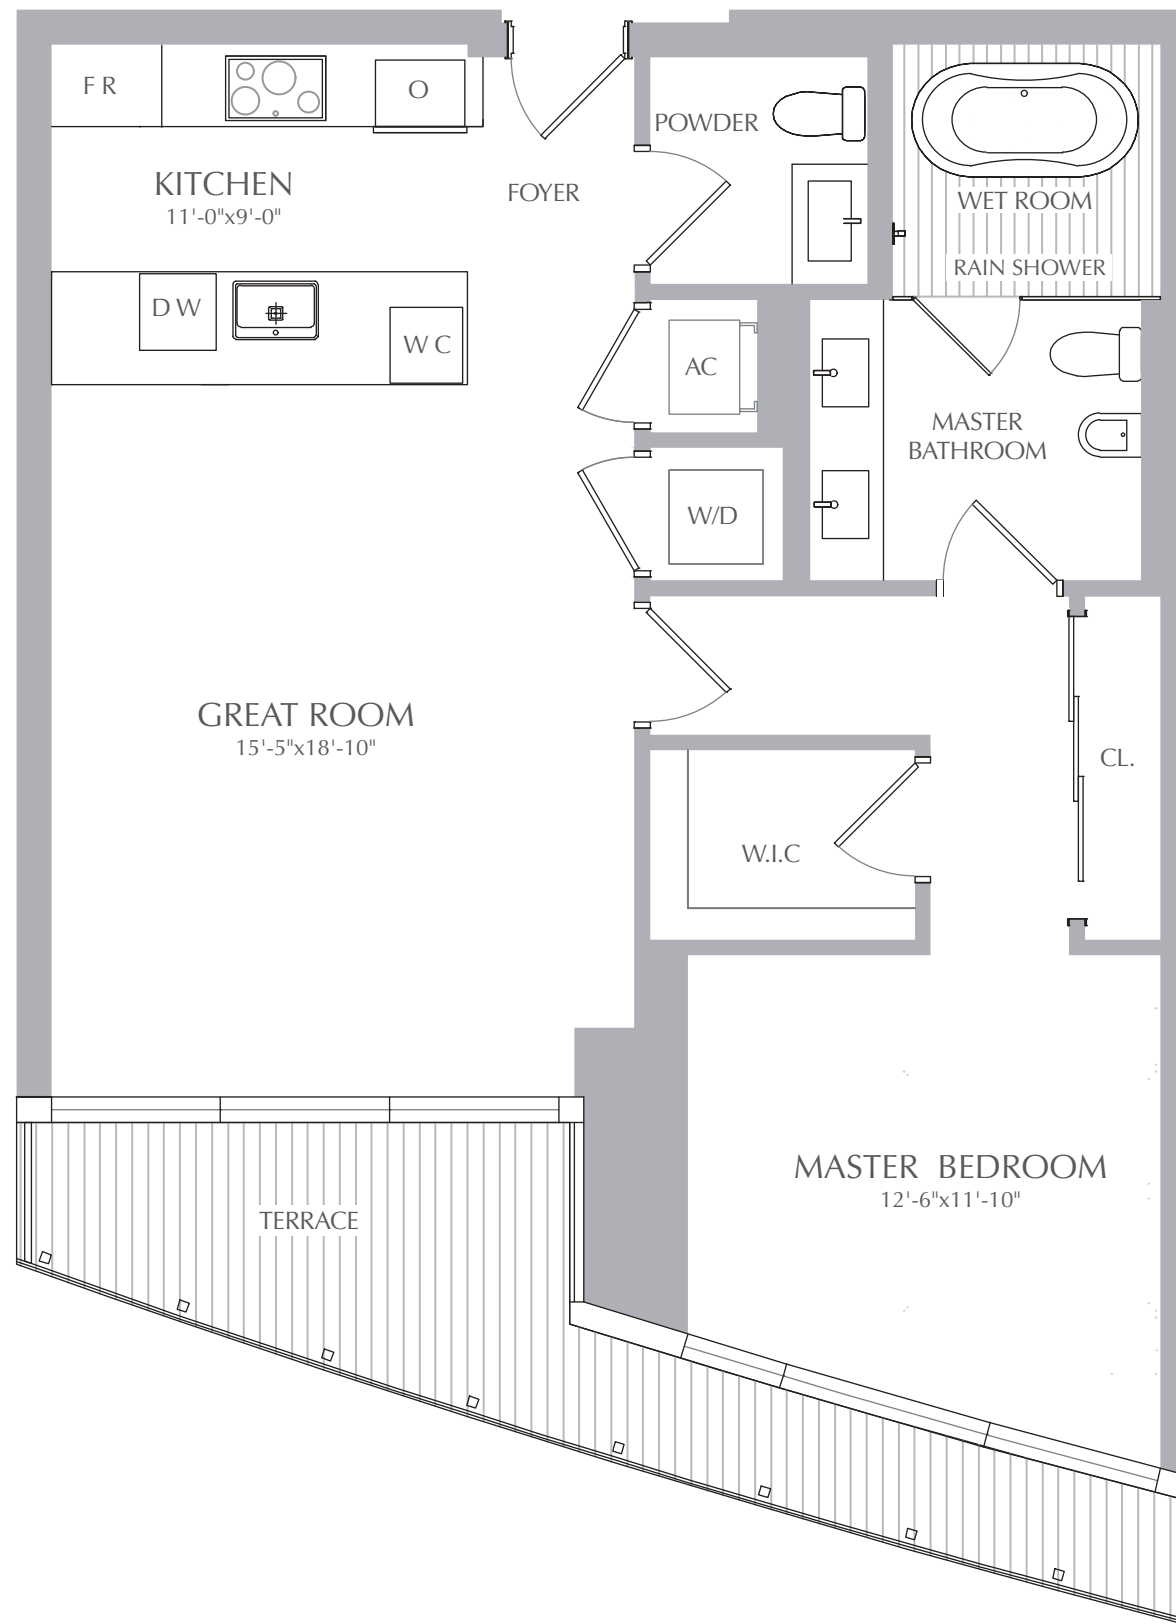 F R
O
POWDER
KITCHEN
11'-0"x9'-0"
FOYER
WET ROOM
RAIN SHOWER
D W
W C
AC
MASTER
BATHROOM
W/D
GREAT ROOM
15'-5"x18'-10"
CL.
W.I.C
MASTER BEDROOM
12'-6"x11'-10"
TERRACE